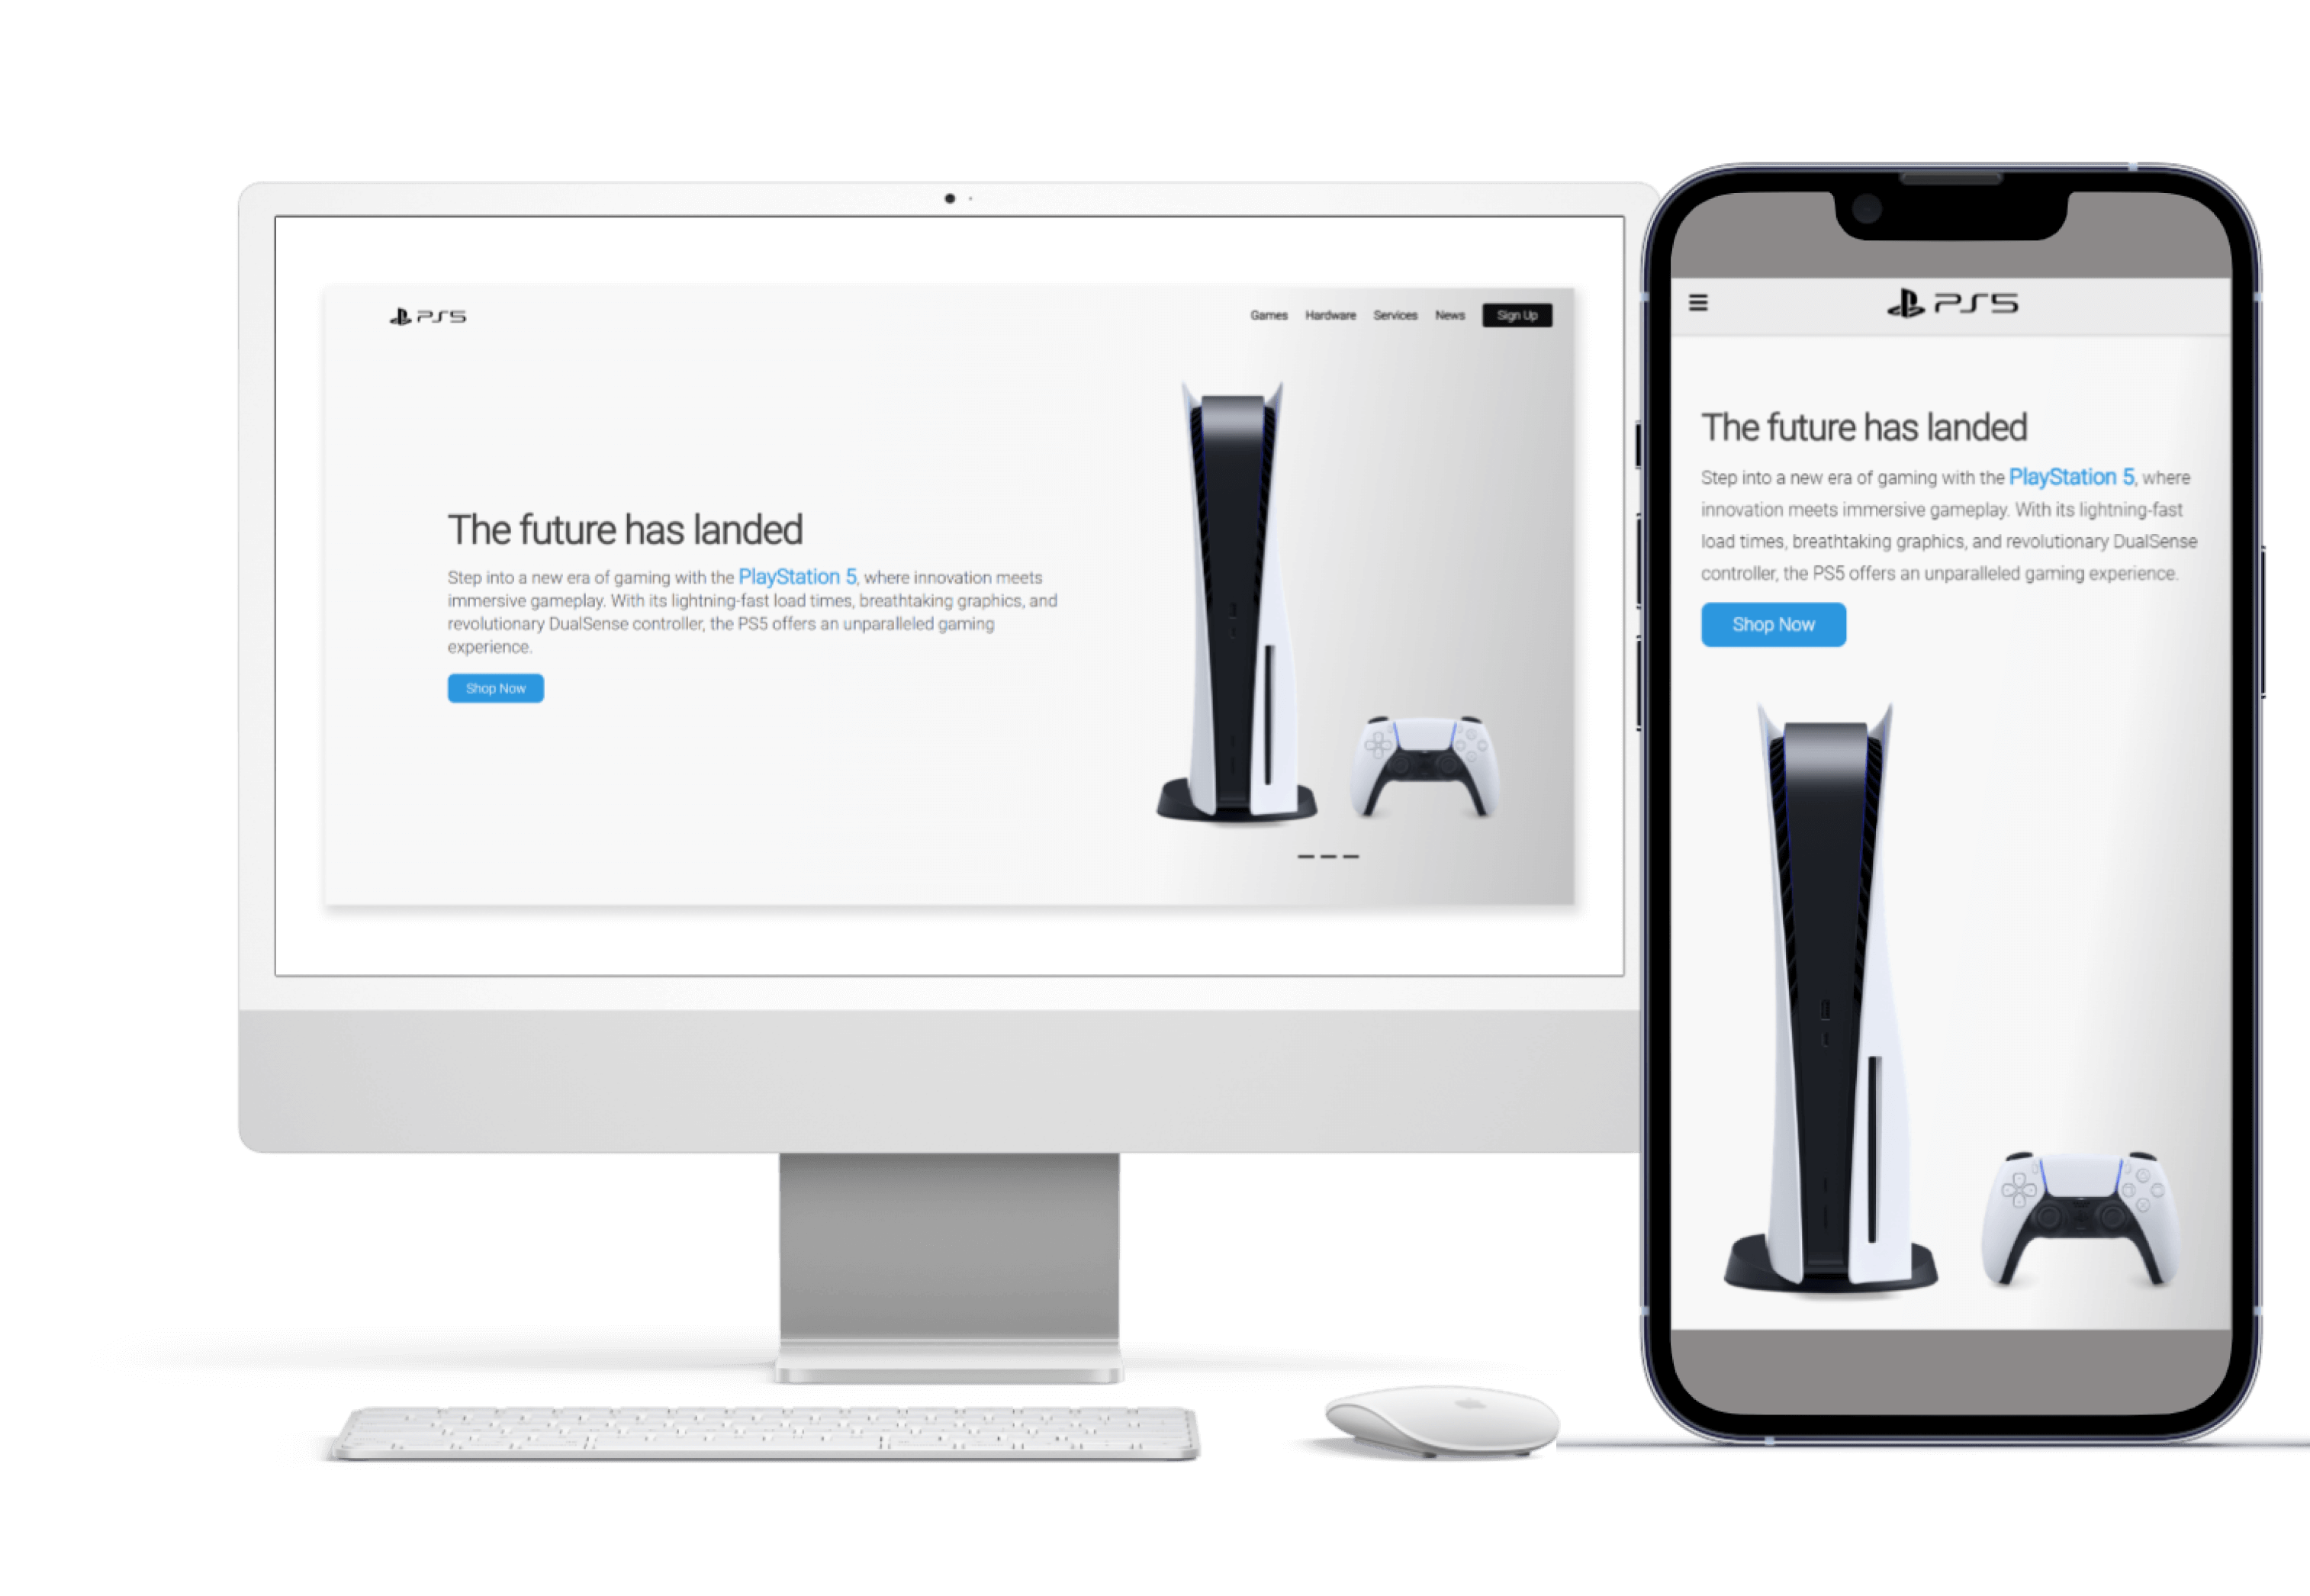 PS5
Games Hardware Services News Sign Up
The future has landed
Step into a new era of gaming with the PlayStation 5, where innovation meets
immersive gameplay. With its lightning-fast load times, breathtaking graphics, and
revolutionary DualSense controller, the PS5 offers an unparalleled gaming
experience.
Shop Now
PS5
The future has landed
Step into a new era of gaming with the PlayStation 5, where
innovation meets immersive gameplay. With its lightning-fast
load times, breathtaking graphics, and revolutionary DualSense
controller, the PS5 offers an unparalleled gaming experience.
Shop Now